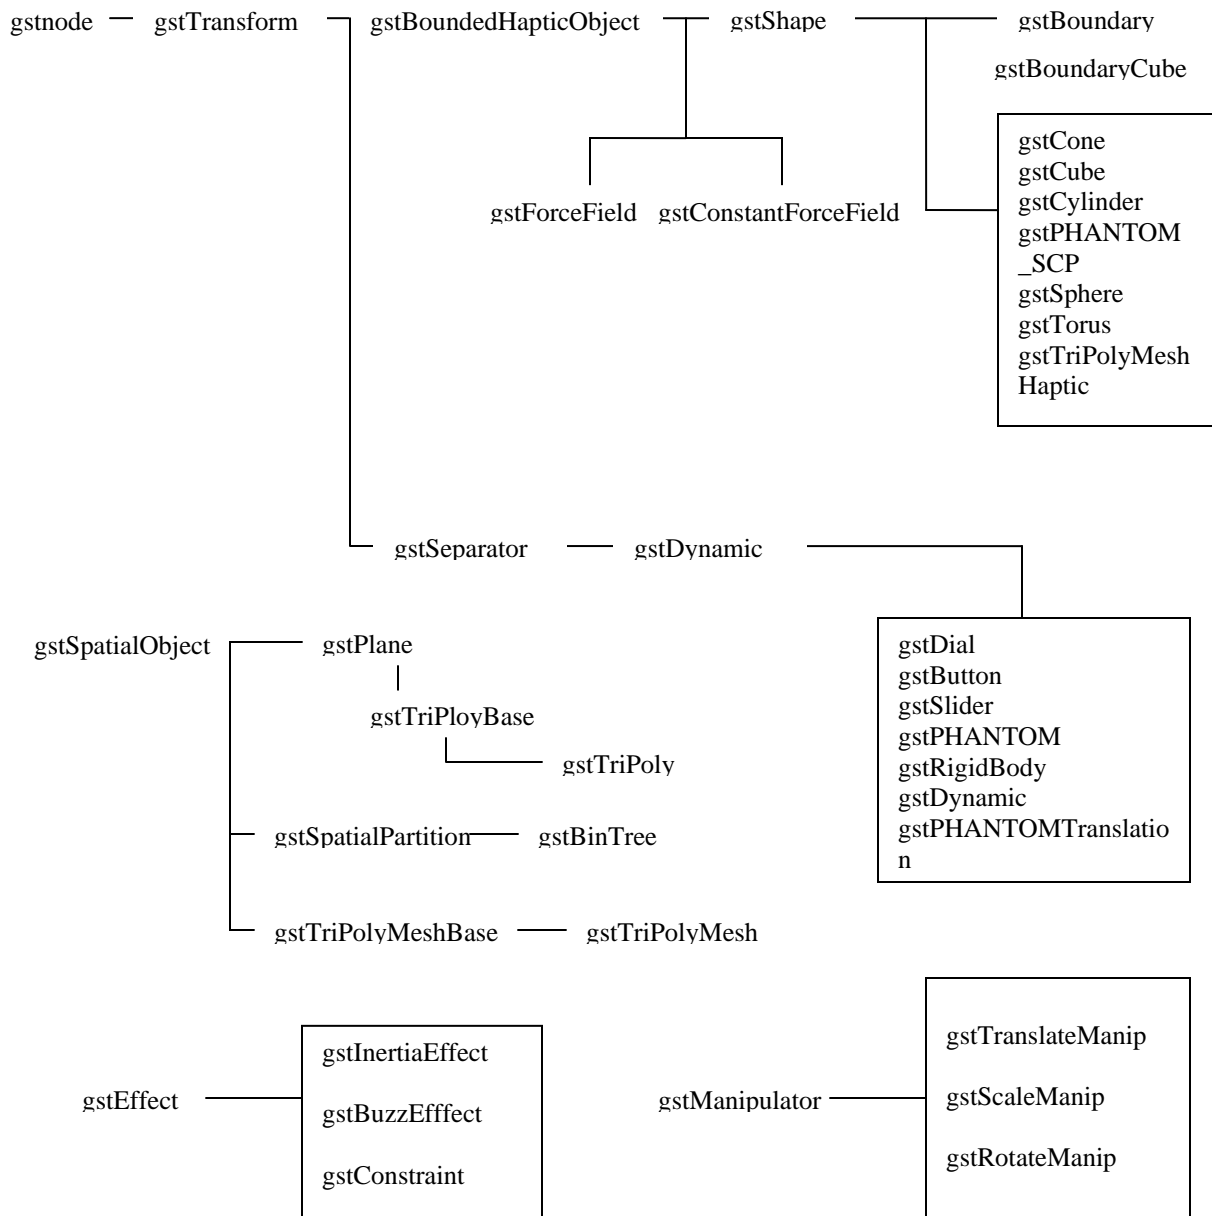 gstnode
gstTransform
gstBoundedHapticObject
gstShape
gstBoundary
gstBoundaryCube
gstCone
gstCube
gstCylinder
gstPHANTOM
_SCP
gstSphere
gstTorus
gstTriPolyMesh
Haptic
gstForceField
gstConstantForceField
gstSeparator
gstDynamic
gstSpatialObject
gstPlane
gstTriPloyBase
gstTriPoly
gstSpatialPartition
gstBinTree
gstTriPolyMeshBase
gstTriPolyMesh
gstDial
gstButton
gstSlider
gstPHANTOM
gstRigidBody
gstDynamic
gstPHANTOMTranslatio
n
gstEffect
gstInertiaEffect
gstBuzzEfffect
gstConstraint
gstManipulator
gstTranslateManip
gstScaleManip
gstRotateManip